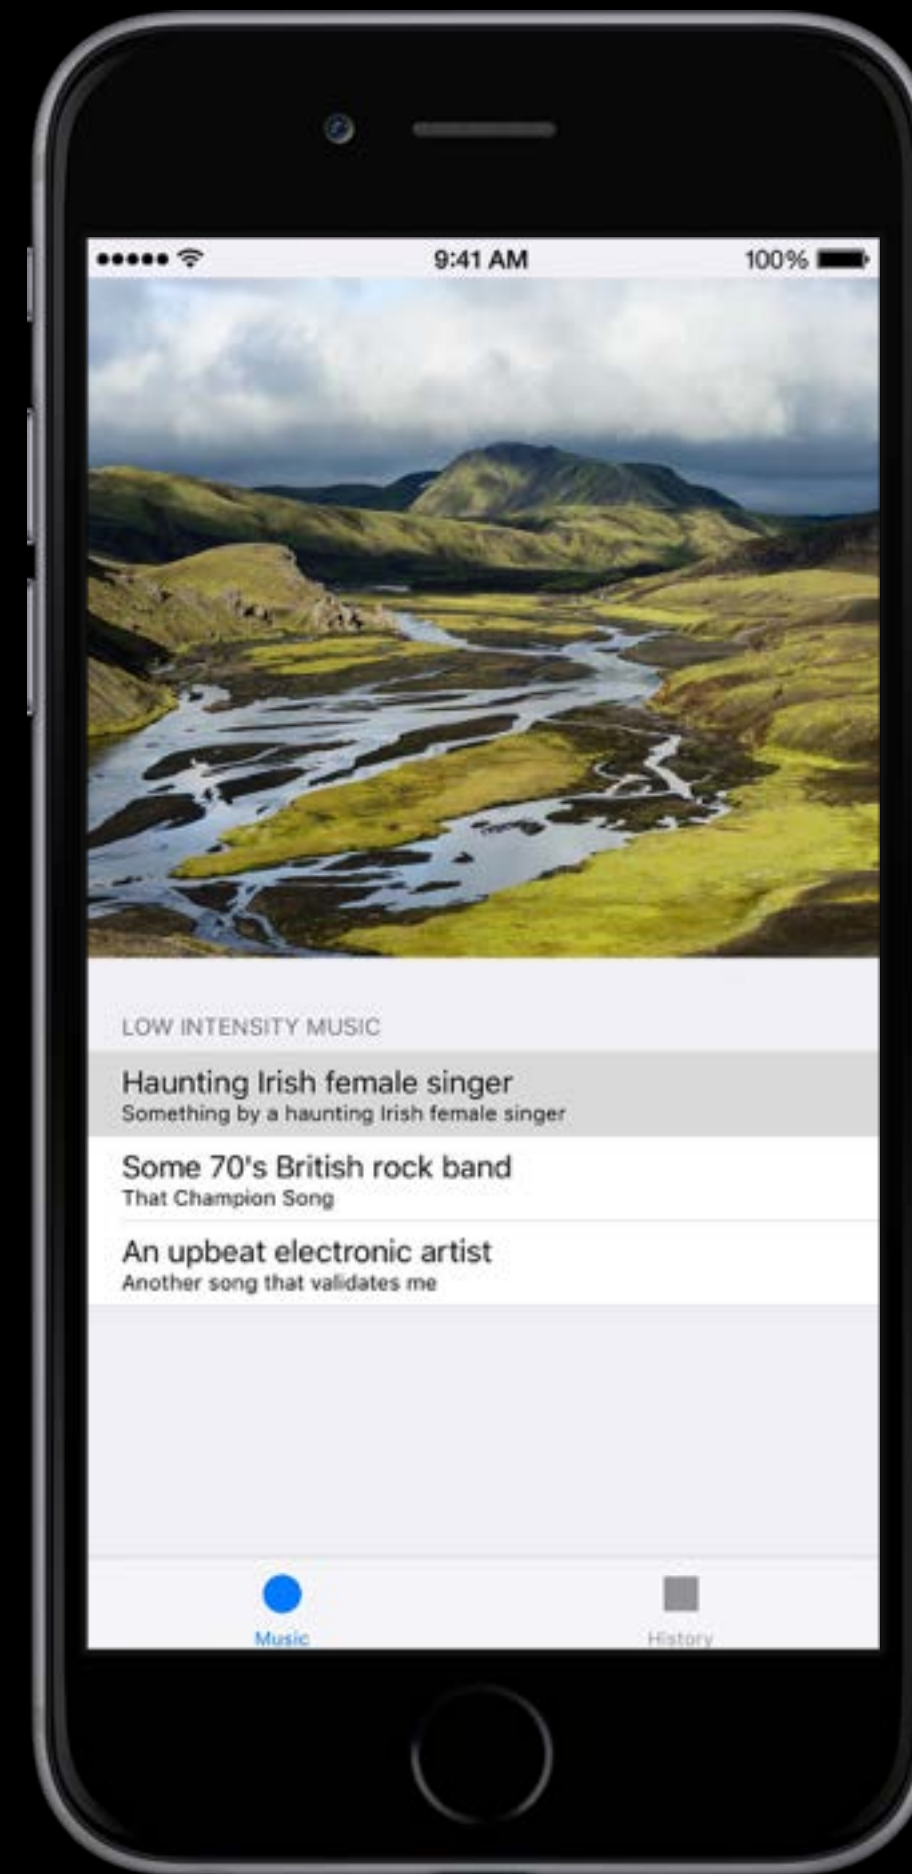 9:41 AM 100%
LOW INTENSITY MUSIC
Haunting Irish female singer
Something by a haunting Irish female singer
Some 70's British rock band
That Champion Song
An upbeat electronic artist
Another song that validates me
Music History